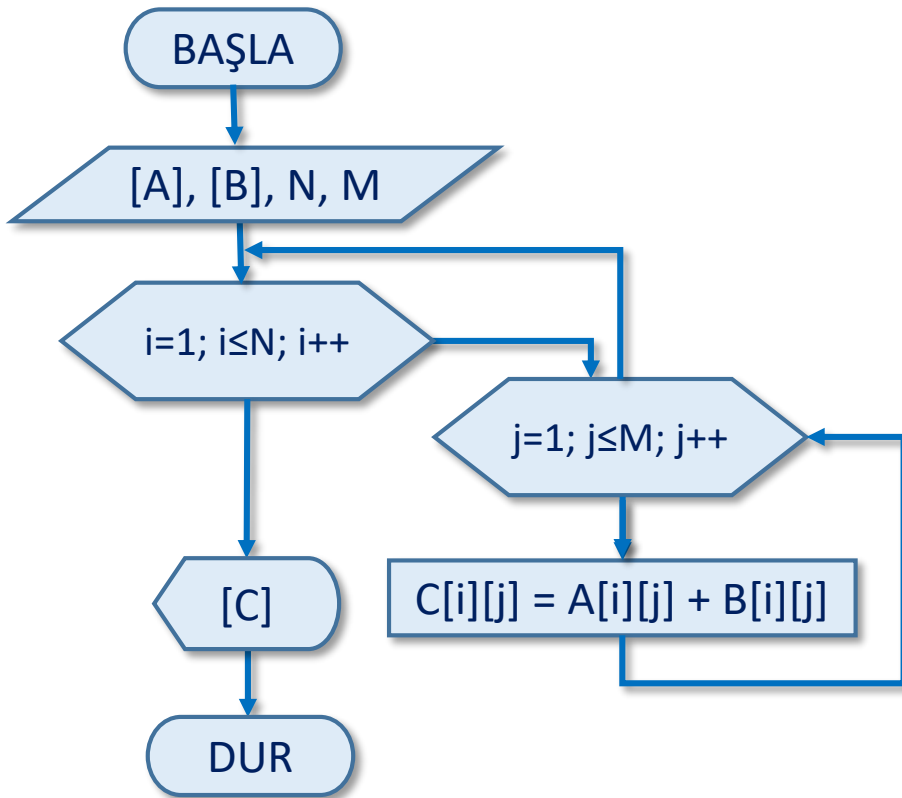 BAŞLA
[A], [B], N, M
i=1; i≤N; i++
j=1; j≤M; j++
C[i][j] = A[i][j] + B[i][j]
[C]
DUR